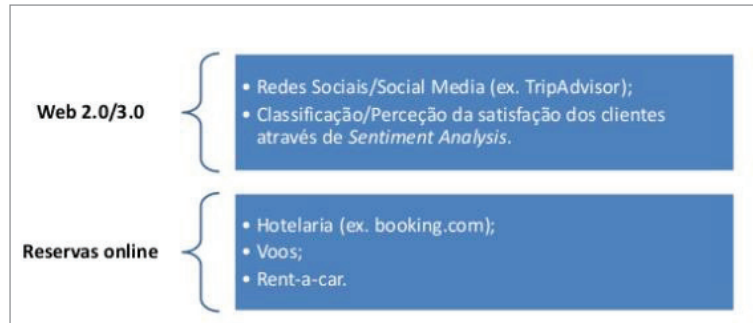 Web 2.0/3.0
• Redes Sociais/Social Media (ex. TripAdvisor);
• Classificação/Perceção da satisfação dos clientes
através de Sentiment Analysis.
Reservas online
• Hotelaria (ex. booking.com);
• Voos;
• Rent-a-car.